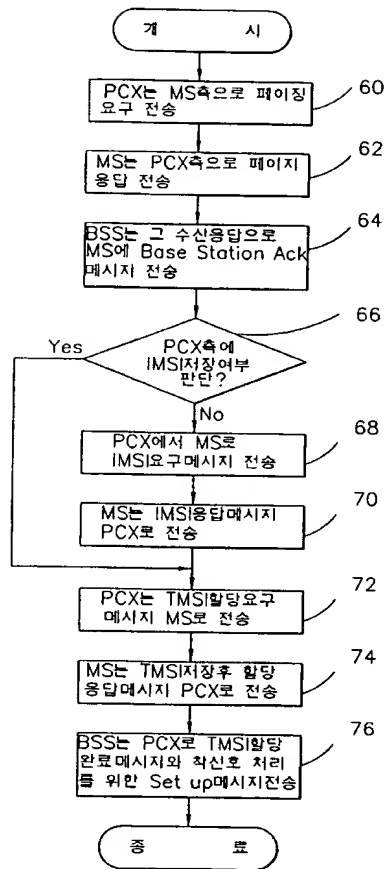 개 시
PCX는 MS측으로 페이징
요구 전송
60
MS는 PCX측으로 페이지
응답 전송
62
BSS는 그 수신응답으로
MS에 Base Station Ack
메시지 전송
64
PCX측에
IMSI저장여부
판단?
66
Yes
No
PCX에서 MS로
IMSI요구메시지 전송
68
MS는 IMSI응답메시지
PCX로 전송
70
PCX는 TMSI할당요구
메시지 MS로 전송
72
MS는 TMSI저장후 할당
응답메시지 PCX로 전송
74
BSS는 PCX로 TMSI할당
완료메시지와 착신호 처리
를 위한 Set up메시지전송
76
종 료